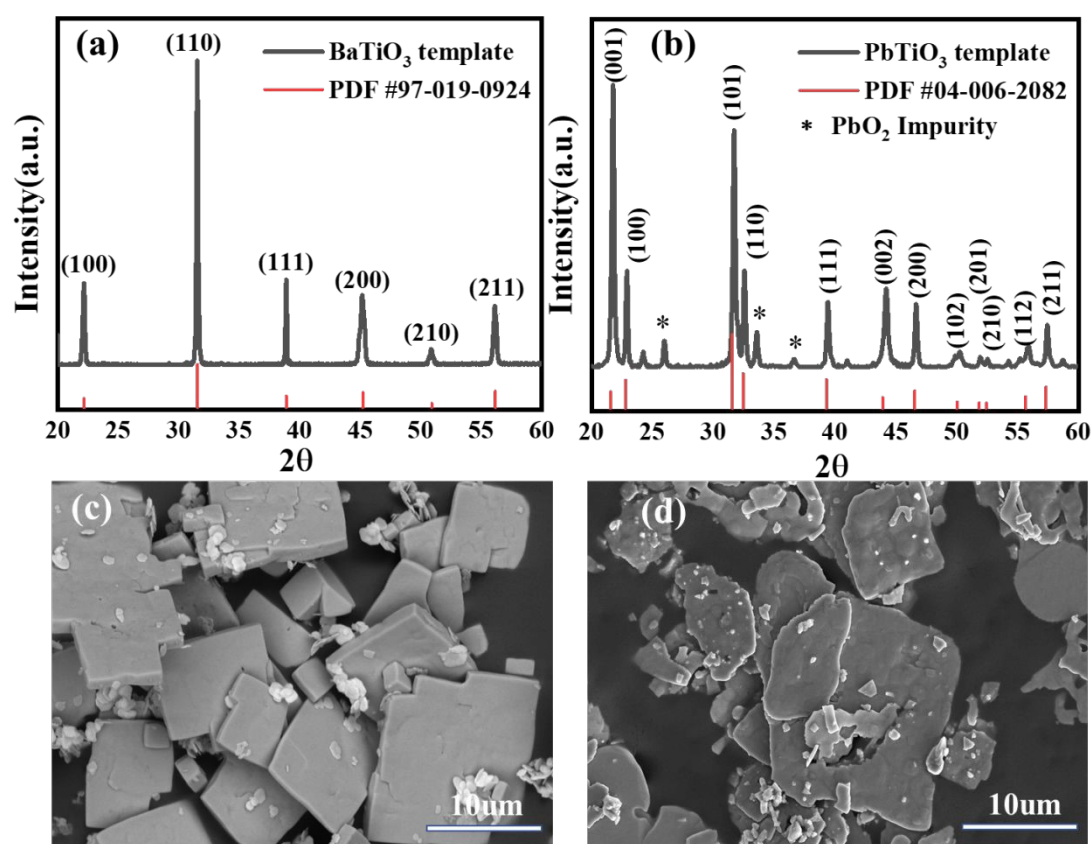 (a)
BaTiO3 template
PDF #97-019-0924
(100)
(110)
(111)
(200)
(210)
(211)
Intensity(a.u.)
20 25 30 35 40 45 50 55 60
2θ
(b)
PbTiO3 template
PDF #04-006-2082
* PbO2 Impurity
(001)
(100)
*
(101)
(110)
*
*
(111)
(002)
(200)
(102)
(201)
(210)
(112)
(211)
Intensity(a.u.)
20 25 30 35 40 45 50 55 60
2θ
(c)
10um
(d)
10um